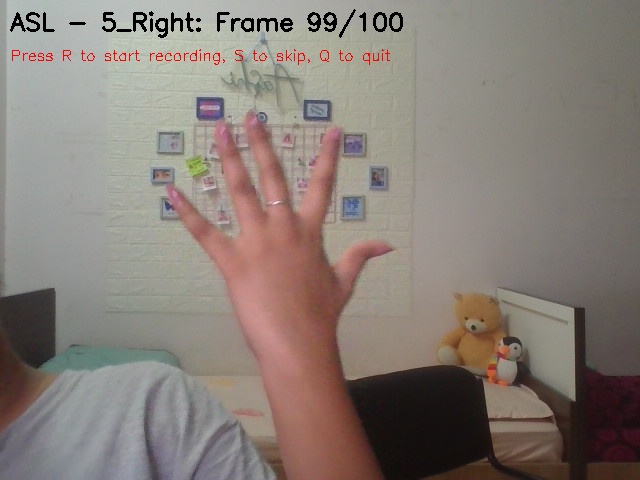 ASL - 5_Right: Frame 99/100
Press R to start recording, S to skip, Q to quit